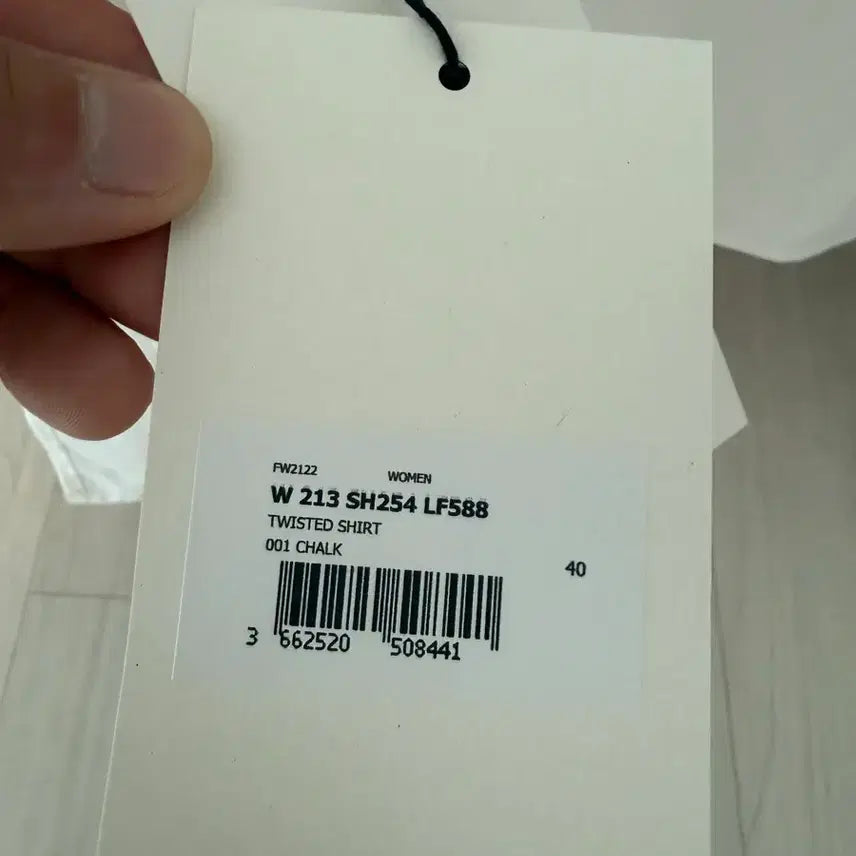 FW2122 WOMEN
W 213 SH254 LF588
TWISTED SHIRT
001 CHALK
40
3 662520 508441